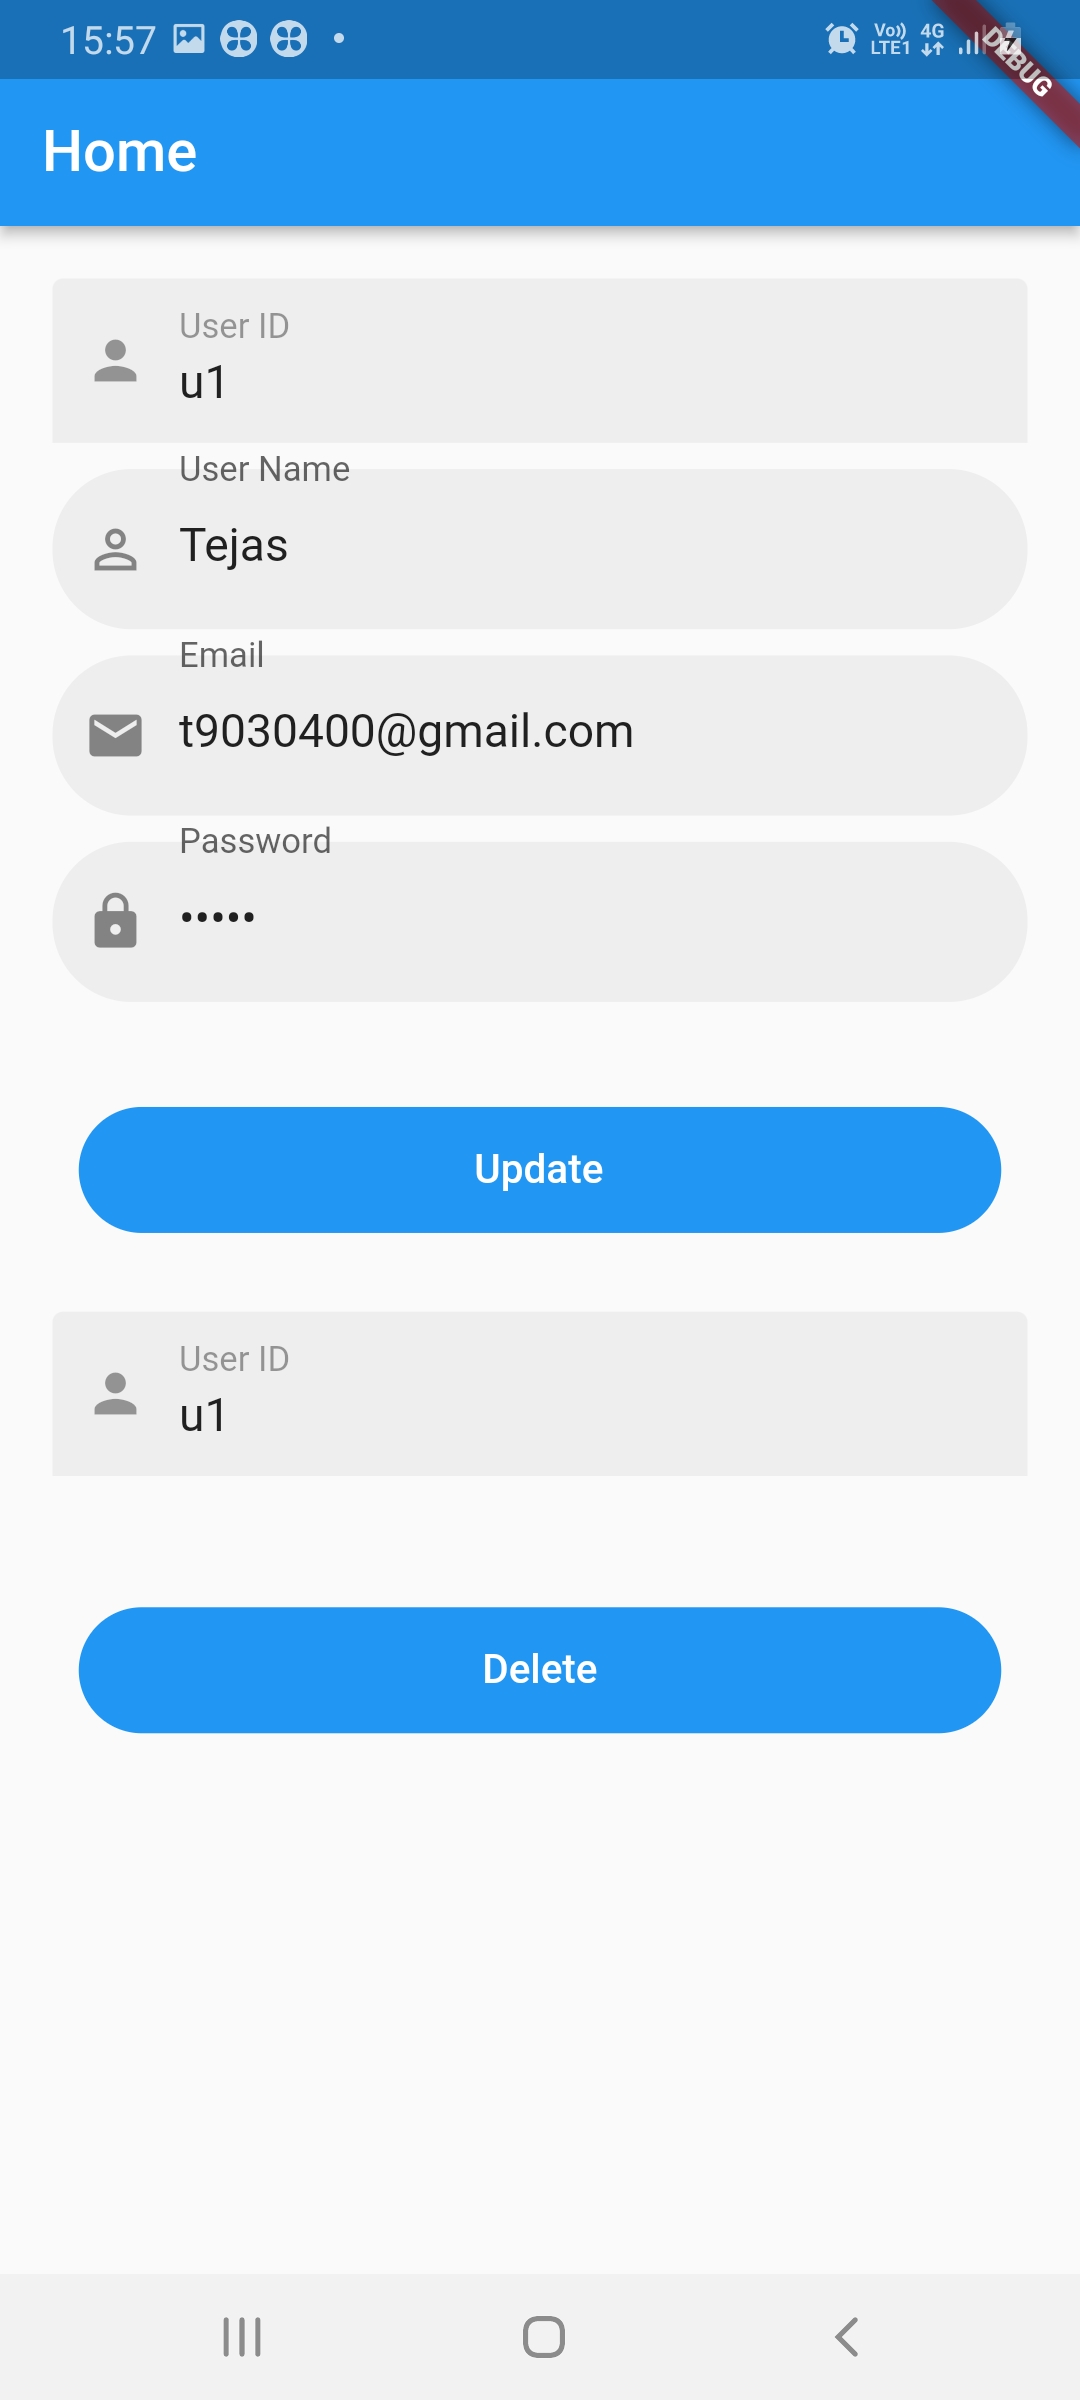 15:57
Vo)) 4G
LTE1
DEBUG
Home
User ID
u1
User Name
Tejas
Email
t9030400@gmail.com
Password
•••••
Update
User ID
u1
Delete